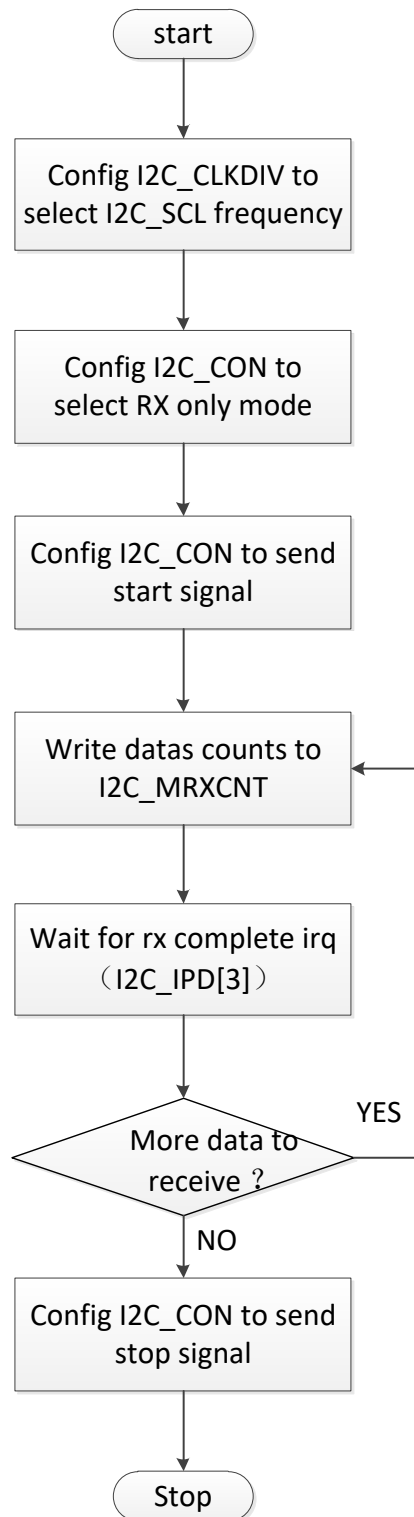 start
Config I2C_CLKDIV to
select I2C_SCL frequency
Config I2C_CON to
select RX only mode
Config I2C_CON to send
start signal
Write datas counts to
I2C_MRXCNT
Wait for rx complete irq
（I2C_IPD[3]）
More data to
receive？
YES
NO
Config I2C_CON to send
stop signal
Stop